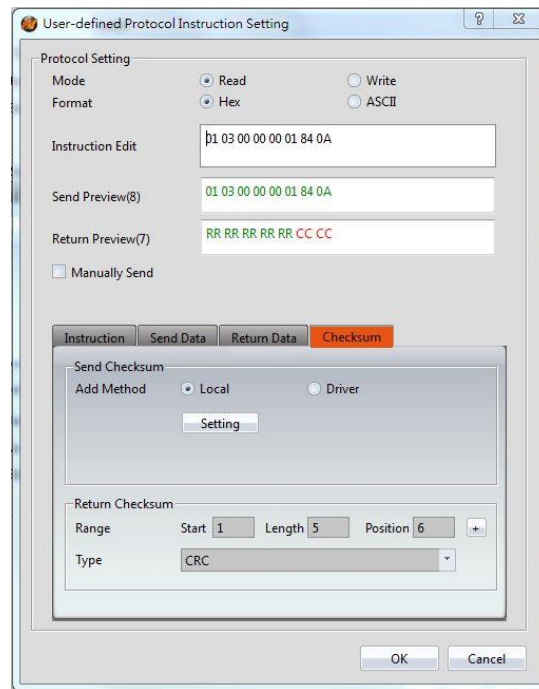 User-defined Protocol Instruction Setting
Protocol Setting
Mode Read Write
Format Hex ASCII
Instruction Edit 01 03 00 00 00 01 84 0A
Send Preview(8) 01 03 00 00 00 01 84 0A
Return Preview(7) RR RR RR RR RR CC CC
Manually Send
Instruction Send Data Return Data Checksum
Send Checksum
Add Method Local Driver
Setting
Return Checksum
Range Start 1 Length 5 Position 6 +
Type CRC
OK Cancel